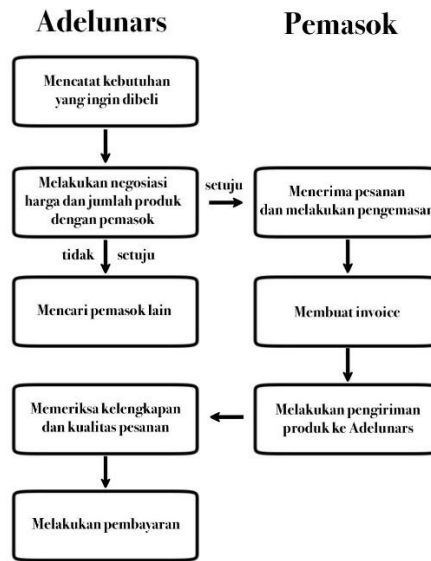 Adelunars
Pemasok
Mencatat kebutuhan
yang ingin dibeli
Melakukan negosiasi
harga dan jumlah produk
dengan pemasok
setuju
Menerima pesanan
dan melakukan pengemasan
tidak setuju
Mencari pemasok lain
Membuat invoice
Memeriksa kelengkapan
dan kualitas pesanan
Melakukan pengiriman
produk ke Adelunars
Melakukan pembayaran